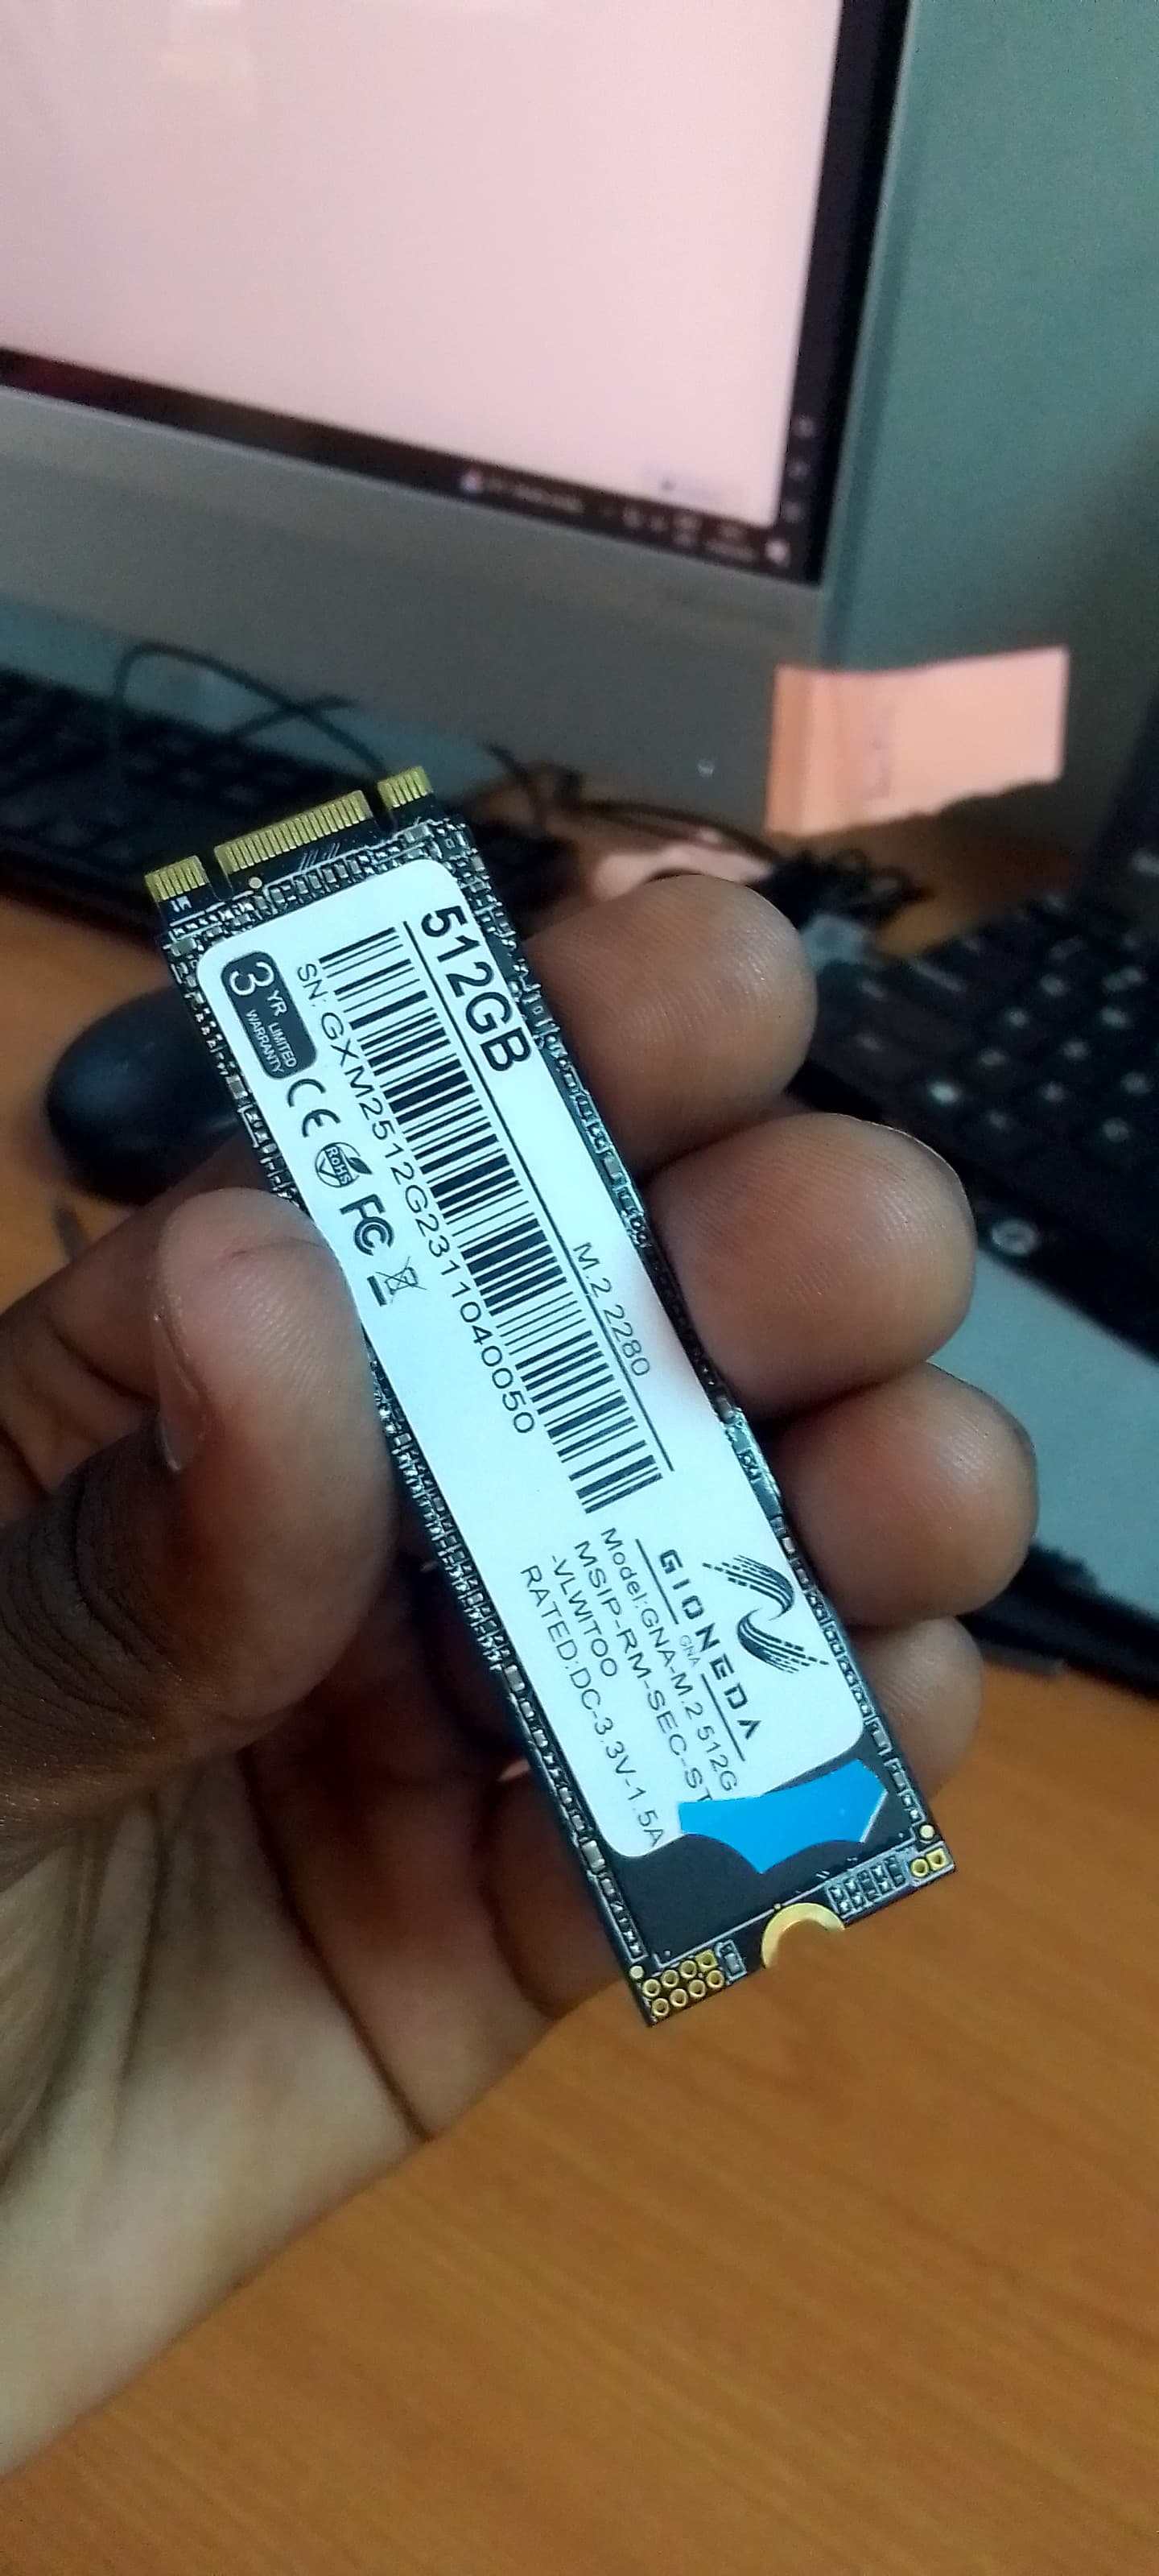 512GB
M.2 2280
SN: GXM2512G2311040050
3 YR
LIMITED
WARRANTY
CE
RoHS
FC
GIONEDA
GNA
Model:GNA-M.2 512G
MSIP-RM-SEC-ST
-VLWITOO
RATED:DC-3.3V-1.5A